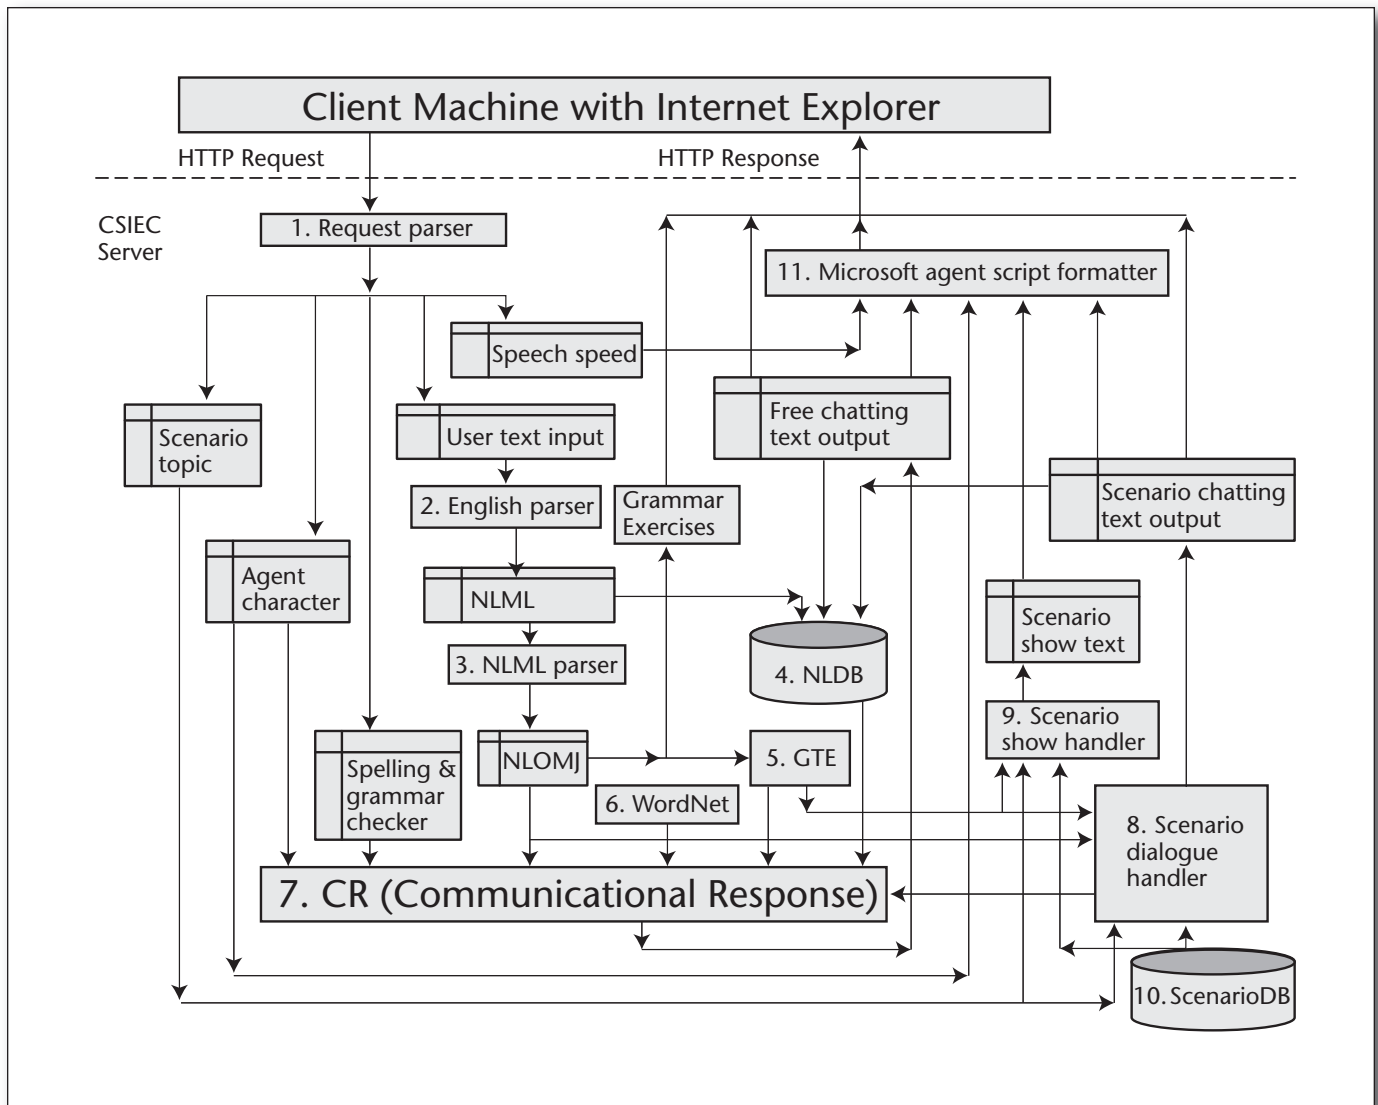 Client Machine with Internet Explorer
HTTP Request
HTTP Response
CSIEC
Server
1. Request parser
11. Microsoft agent script formatter
Speech speed
Scenario
topic
User text input
Free chatting
text output
2. English parser
Grammar
Exercises
Scenario chatting
text output
Agent
character
NLML
Scenario
show text
3. NLML parser
4. NLDB
9. Scenario
show handler
Spelling &
grammar
checker
NLOMJ
5. GTE
6. WordNet
8. Scenario
dialogue
handler
7. CR (Communicational Response)
10. ScenarioDB